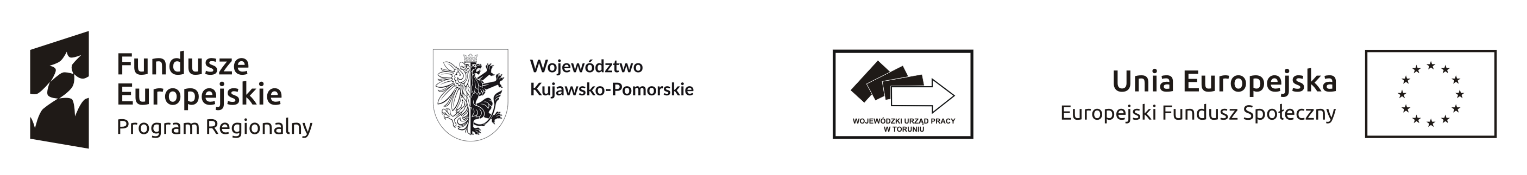 Fundusze
Europejskie
Program Regionalny
Województwo
Kujawsko-Pomorskie
WOJEWÓDZKI URZĄD PRACY
W TORUNIU
Unia Europejska
Europejski Fundusz Społeczny